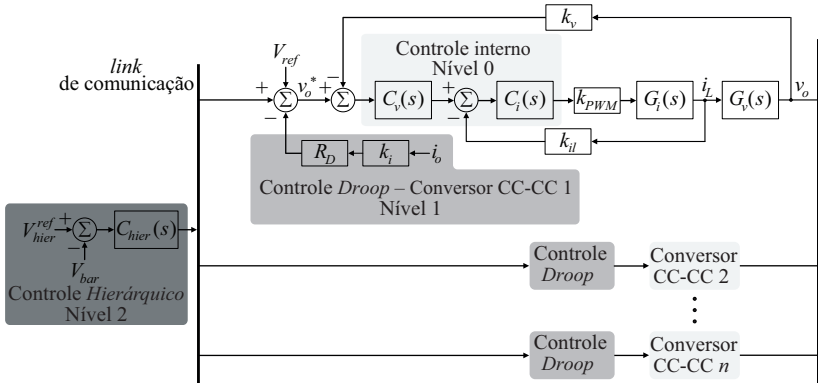 k_v
Controle interno
Nível 0
link
de comunicação
V_ref
+
−
Σ
v_o*
+
−
Σ
C_v(s)
+
−
Σ
C_i(s)
k_PWM
G_i(s)
i_L
G_v(s)
v_o
k_il
R_D
k_i
i_o
Controle Droop – Conversor CC-CC 1
Nível 1
V_hier^ref
+
−
Σ
C_hier(s)
V_bar
Controle Hierárquico
Nível 2
Controle
Droop
Conversor
CC-CC 2
Controle
Droop
Conversor
CC-CC n